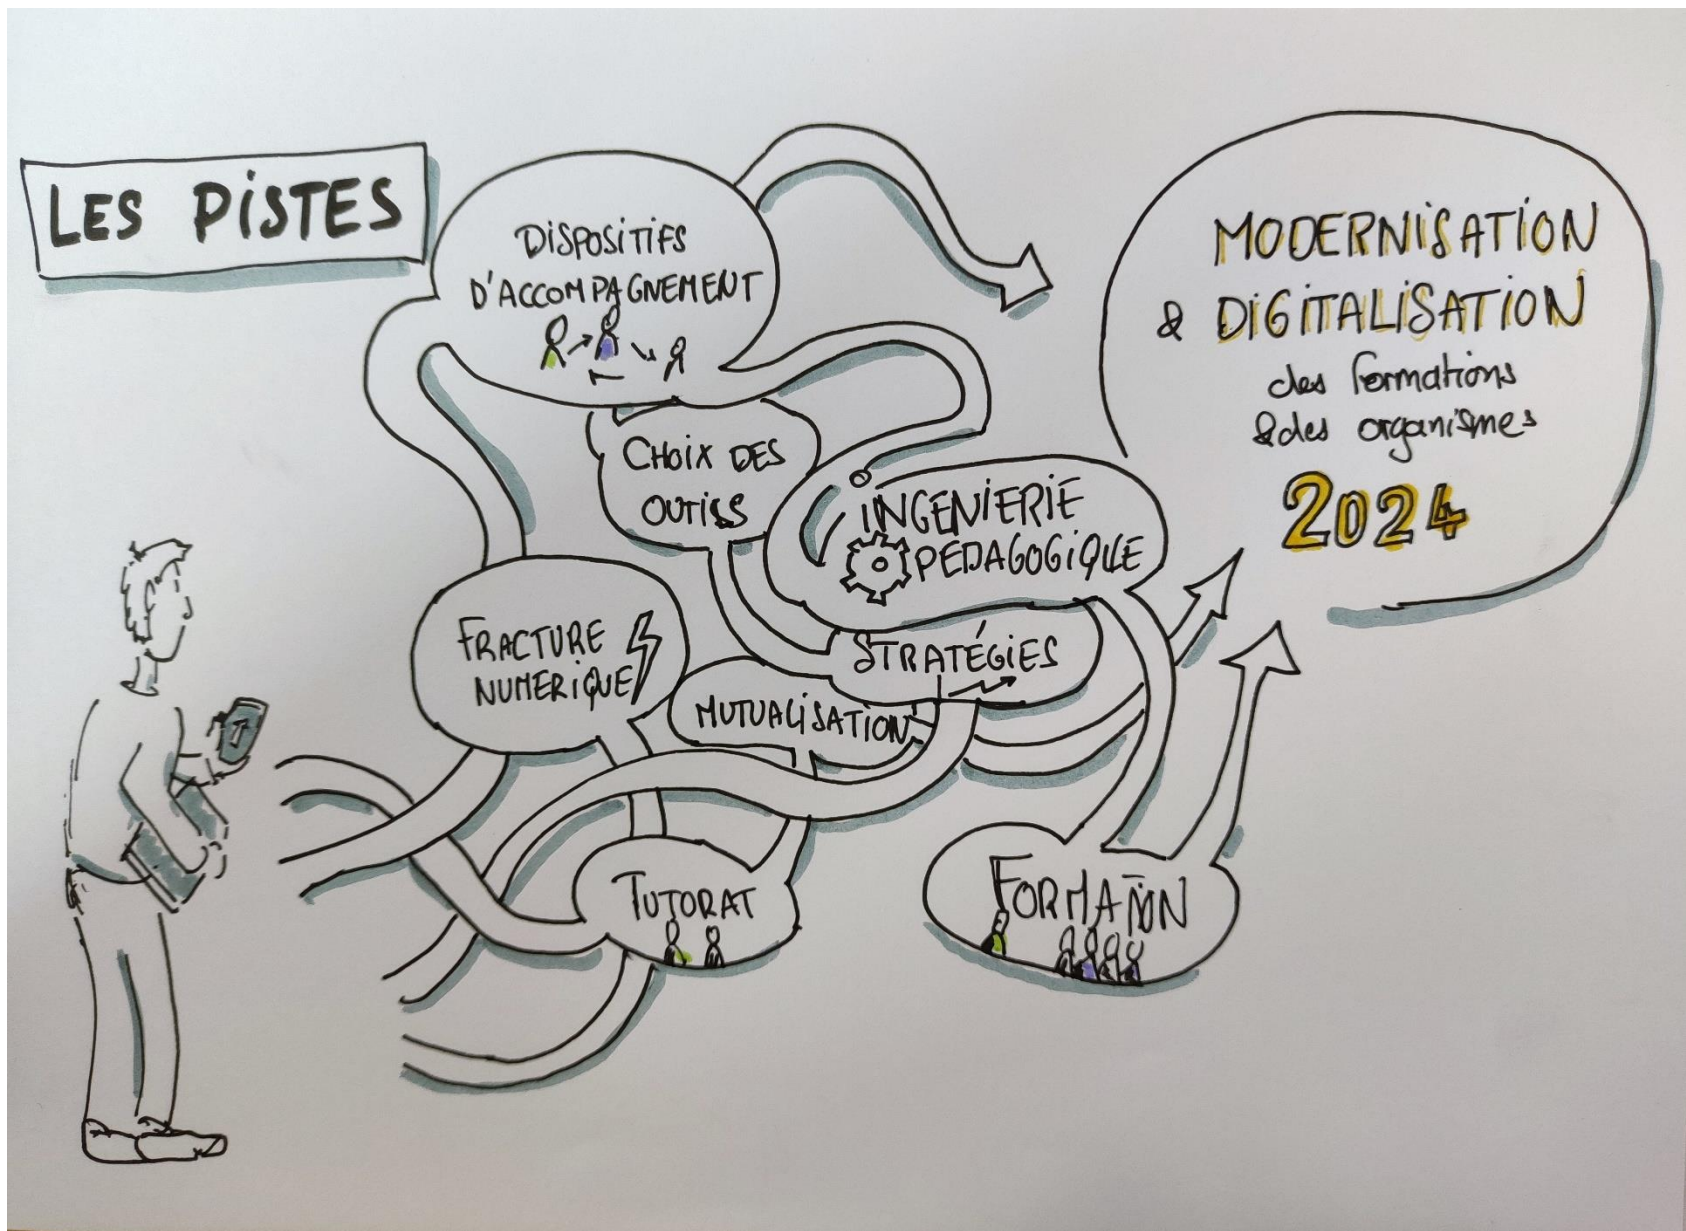 LES PISTES
DISPOSITIFS
D'ACCOMPAGNEMENT
MODERNISATION
& DIGITALISATION
des formations
& des organismes
2024
CHOIX DES
OUTILS
INGENIERIE
PEDAGOGIQUE
FRACTURE
NUMERIQUE
STRATÉGIES
MUTUALISATION
TUTORAT
FORMATION